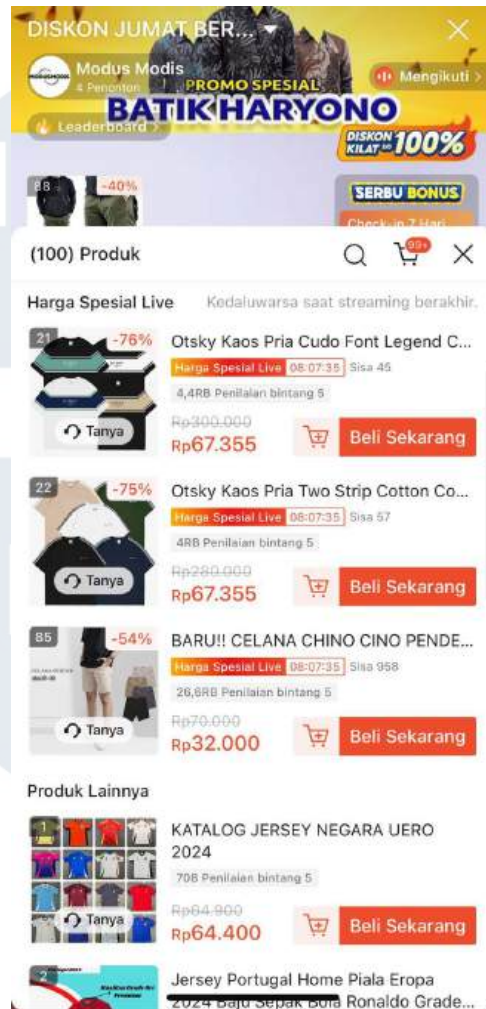 DISKON JUMAT BER...
Modus Modis
4 Penonton
Mengikuti
PROMO SPESIAL
BATIK HARYONO
Leaderboard
DISKON KILAT 100%
88
-40%
SERBU BONUS
Check-in 7 Hari
(100) Produk
99+
Harga Spesial Live
Kedaluwarsa saat streaming berakhir.
21
-76%
Otsky Kaos Pria Cudo Font Legend C...
Harga Spesial Live 08:07:35 Sisa 45
4,4RB Penilaian bintang 5
Tanya
Rp300.000
Rp67.355
Beli Sekarang
22
-75%
Otsky Kaos Pria Two Strip Cotton Co...
Harga Spesial Live 08:07:35 Sisa 57
4RB Penilaian bintang 5
Tanya
Rp280.000
Rp67.355
Beli Sekarang
85
-54%
BARU!! CELANA CHINO CINO PENDE...
Harga Spesial Live 08:07:35 Sisa 958
26,6RB Penilaian bintang 5
Tanya
Rp70.000
Rp32.000
Beli Sekarang
Produk Lainnya
1
KATALOG JERSEY NEGARA UERO
2024
708 Penilaian bintang 5
Tanya
Rp64.900
Rp64.400
Beli Sekarang
2
Jersey Portugal Home Piala Eropa
2024 Baju Sepak Bola Ronaldo Grade...